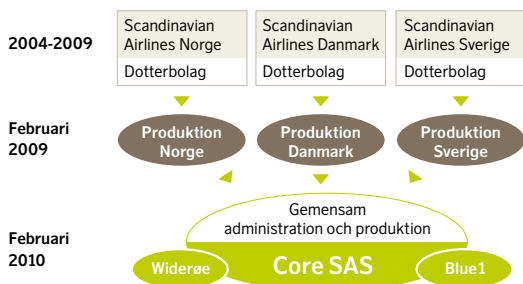 2004-2009
Scandinavian
Airlines Norge
Dotterbolag
Scandinavian
Airlines Danmark
Dotterbolag
Scandinavian
Airlines Sverige
Dotterbolag
Februari
2009
Produktion
Norge
Produktion
Danmark
Produktion
Sverige
Februari
2010
Gemensam
administration och produktion
Widerøe
Core SAS
Blue1